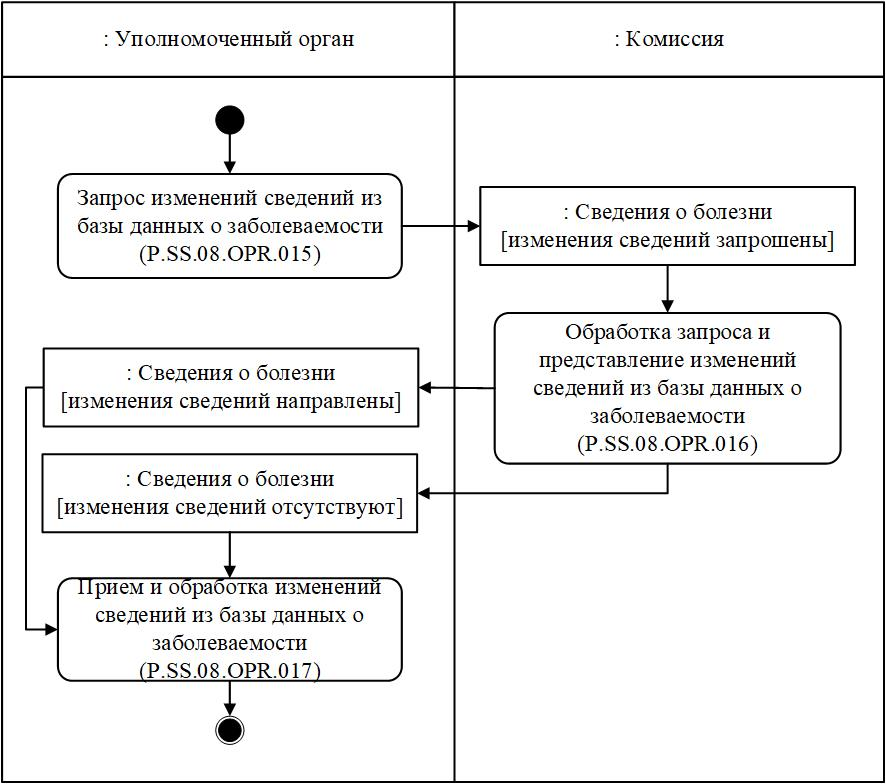 : Уполномоченный орган
: Комиссия
Запрос изменений сведений из
базы данных о заболеваемости
(P.SS.08.OPR.015)
: Сведения о болезни
[изменения сведений запрошены]
Обработка запроса и
представление изменений
сведений из базы данных о
заболеваемости
(P.SS.08.OPR.016)
: Сведения о болезни
[изменения сведений направлены]
: Сведения о болезни
[изменения сведений отсутствуют]
Прием и обработка изменений
сведений из базы данных о
заболеваемости
(P.SS.08.OPR.017)